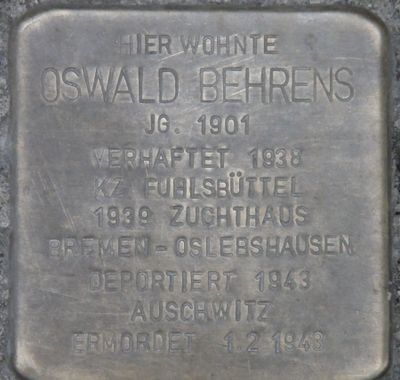 HIER WOHNTE
OSWALD BEHRENS
JG. 1901
VERHAFTET 1938
KZ FUHLSBÜTTEL
1939 ZUCHTHAUS
BREMEN-OSLEBSHAUSEN
DEPORTIERT 1943
AUSCHWITZ
ERMORDET 1.2.1943